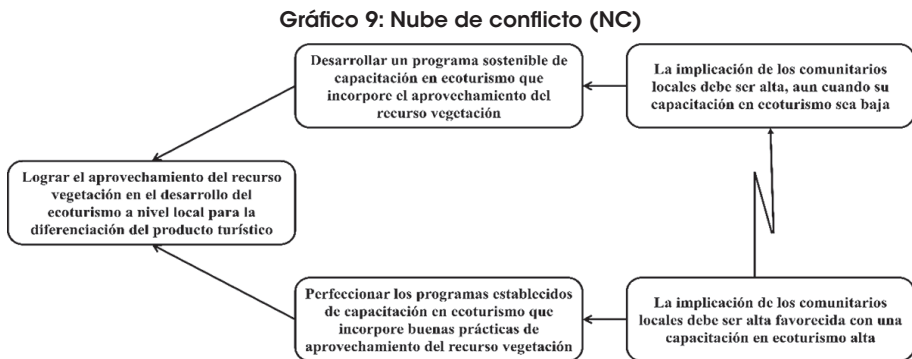 Gráfico 9: Nube de conflicto (NC)
Desarrollar un programa sostenible de
capacitación en ecoturismo que
incorpore el aprovechamiento del
recurso vegetación
La implicación de los comunitarios
locales debe ser alta, aun cuando su
capacitación en ecoturismo sea baja
Lograr el aprovechamiento del recurso
vegetación en el desarrollo del
ecoturismo a nivel local para la
diferenciación del producto turístico
Perfeccionar los programas establecidos
de capacitación en ecoturismo que
incorpore buenas prácticas de
aprovechamiento del recurso vegetación
La implicación de los comunitarios
locales debe ser alta favorecida con una
capacitación en ecoturismo alta